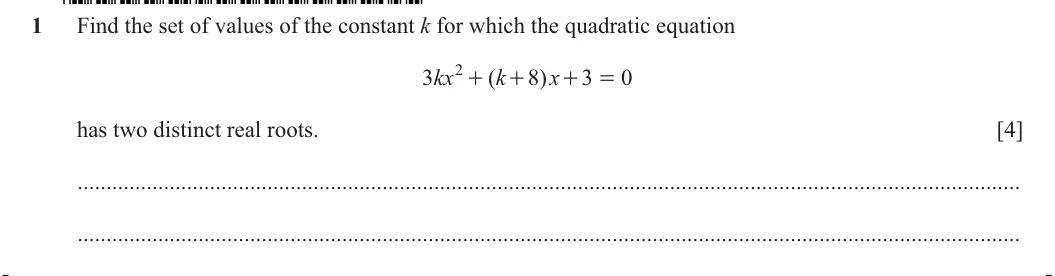 1 Find the set of values of the constant k for which the quadratic equation
3kx² + (k+8)x + 3 = 0
has two distinct real roots. [4]